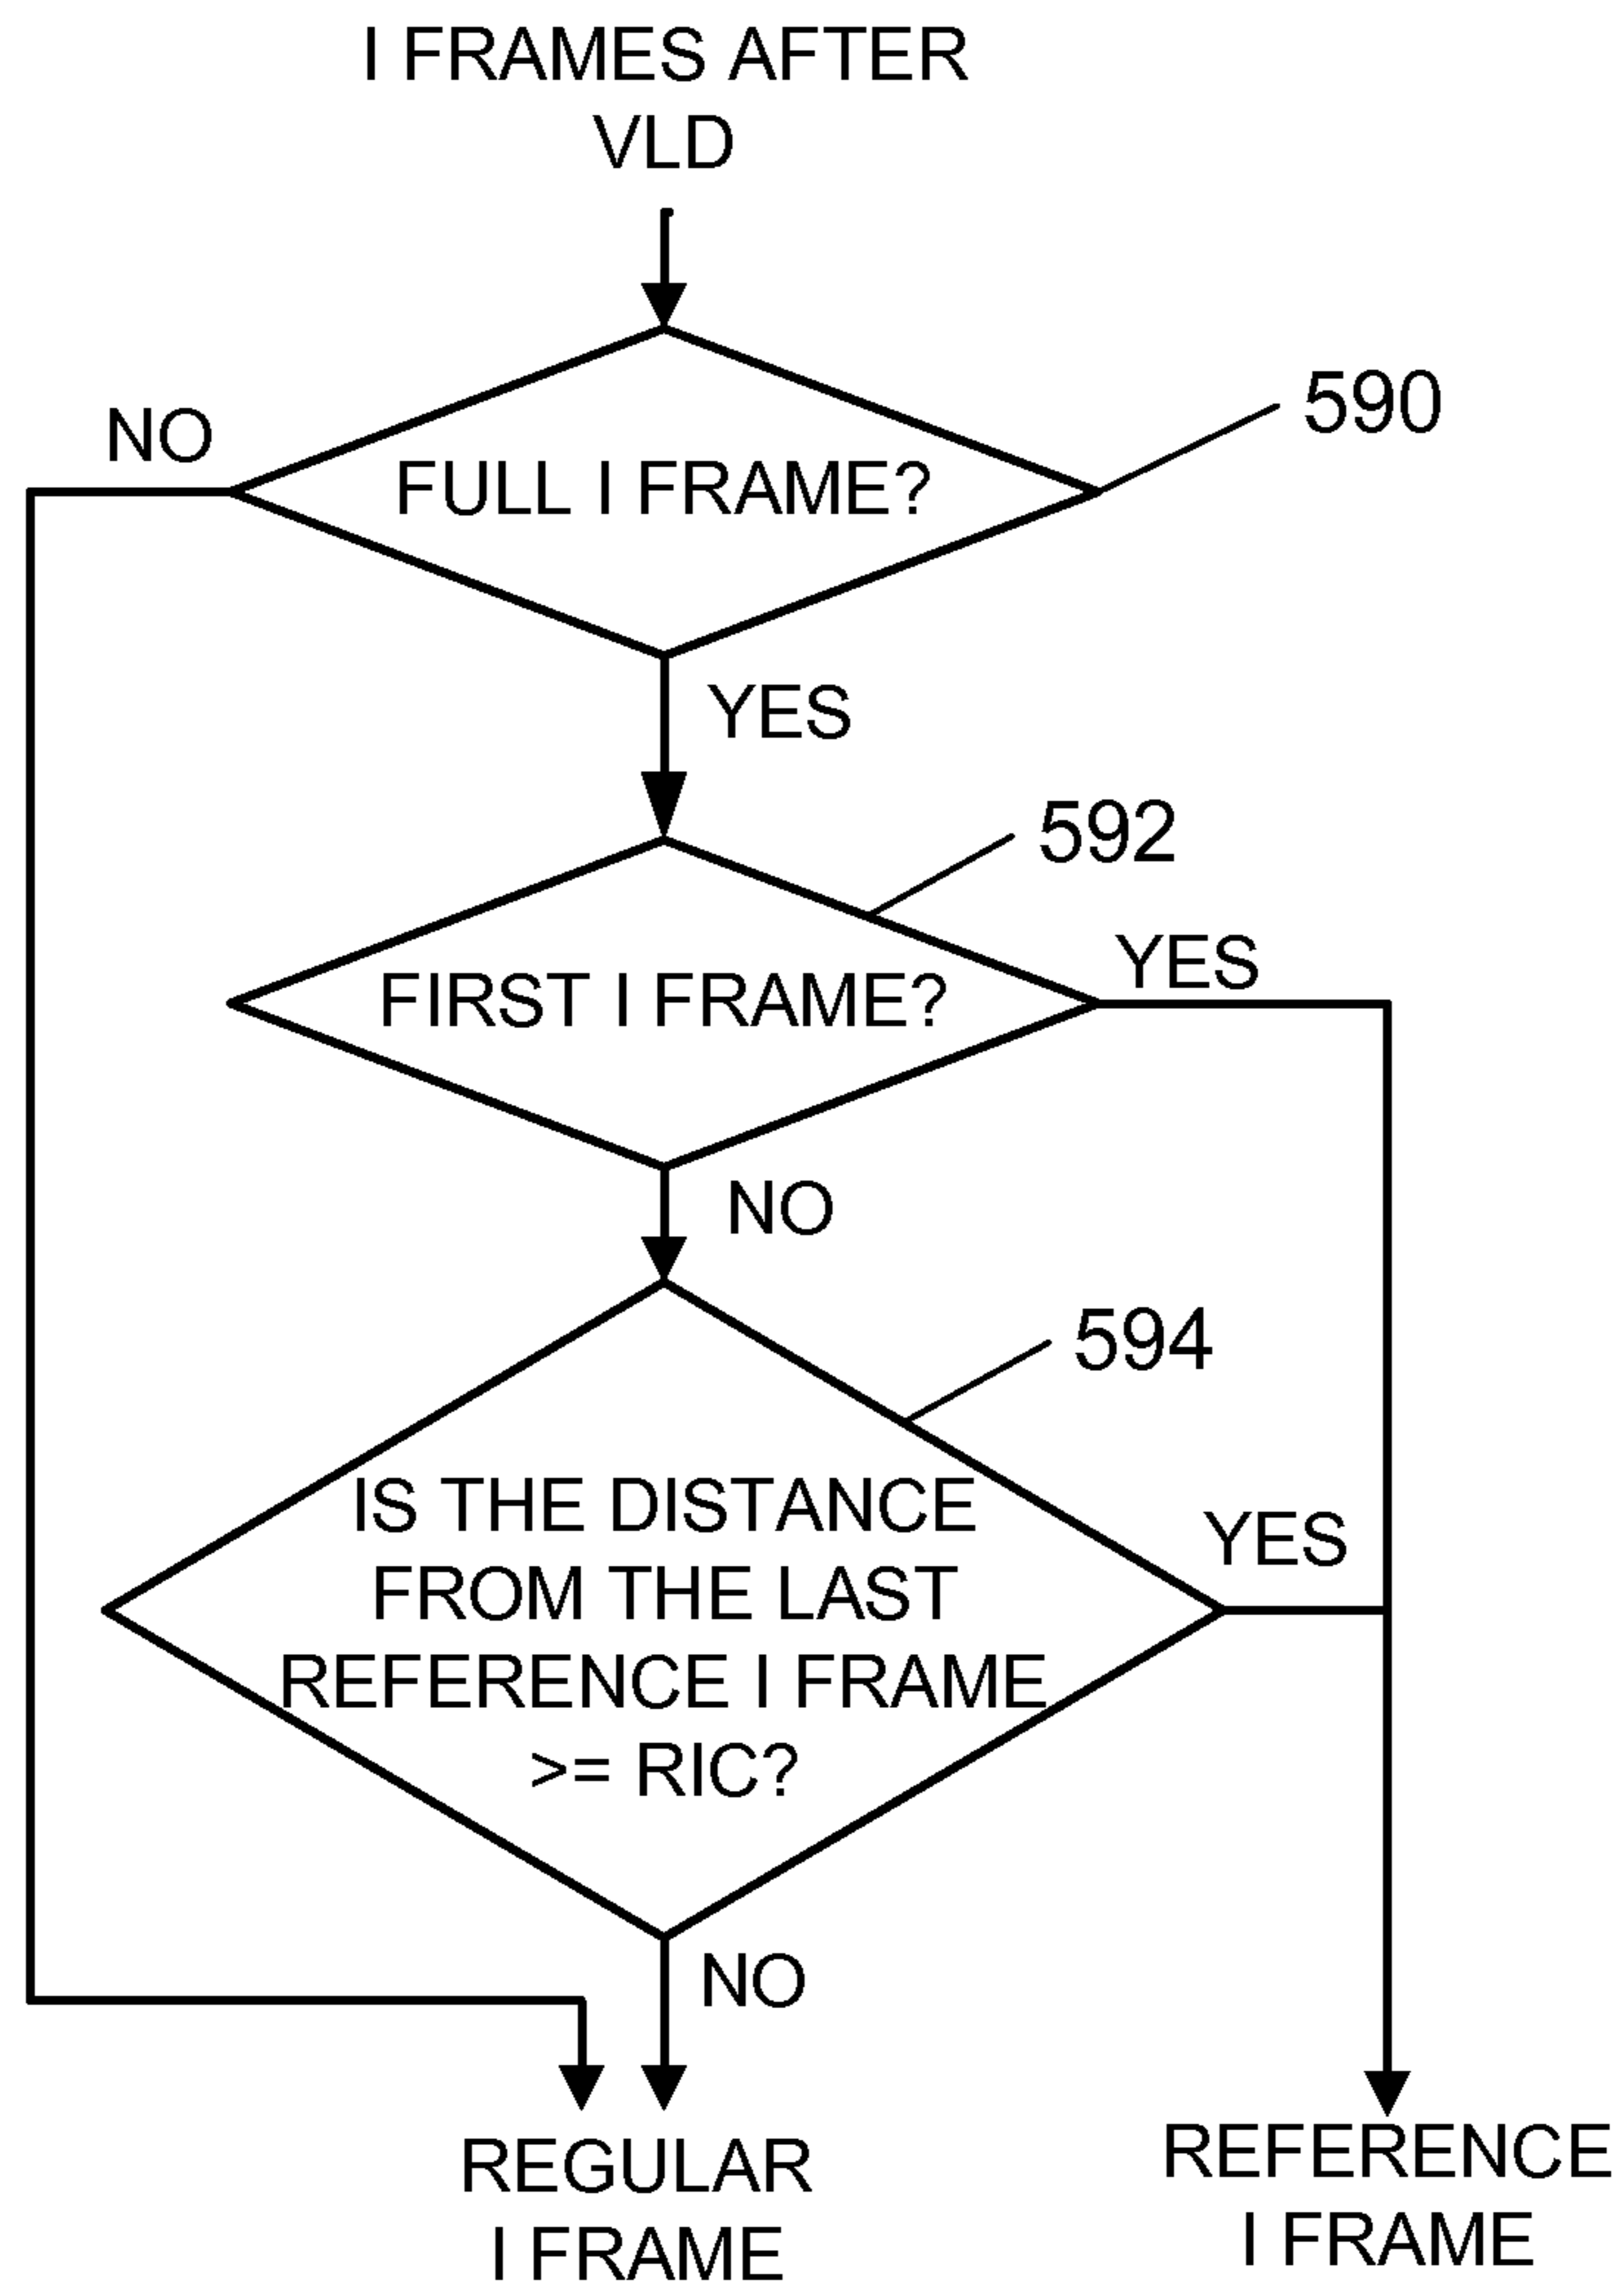 I FRAMES AFTER
VLD
590
NO
FULL I FRAME?
YES
592
YES
FIRST I FRAME?
NO
594
IS THE DISTANCE
YES
FROM THE LAST
REFERENCE I FRAME
>= RIC?
NO
REGULAR
I FRAME
REFERENCE
I FRAME